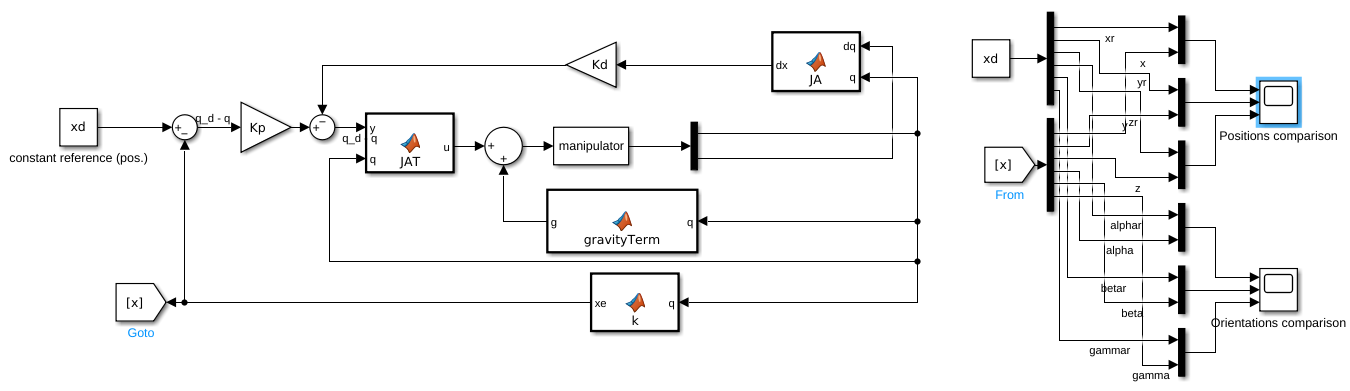 xd
constant reference (pos.)
+
−
q_d - q
Kp
+
−
q_d
q
y
q
JAT
u
+
+
manipulator
Kd
dx
JA
dq
q
g
gravityTerm
q
xe
k
q
[x]
Goto
xd
[x]
From
xr
x
yr
y
zr
z
alphar
alpha
betar
beta
gammar
gamma
Positions comparison
Orientations comparison